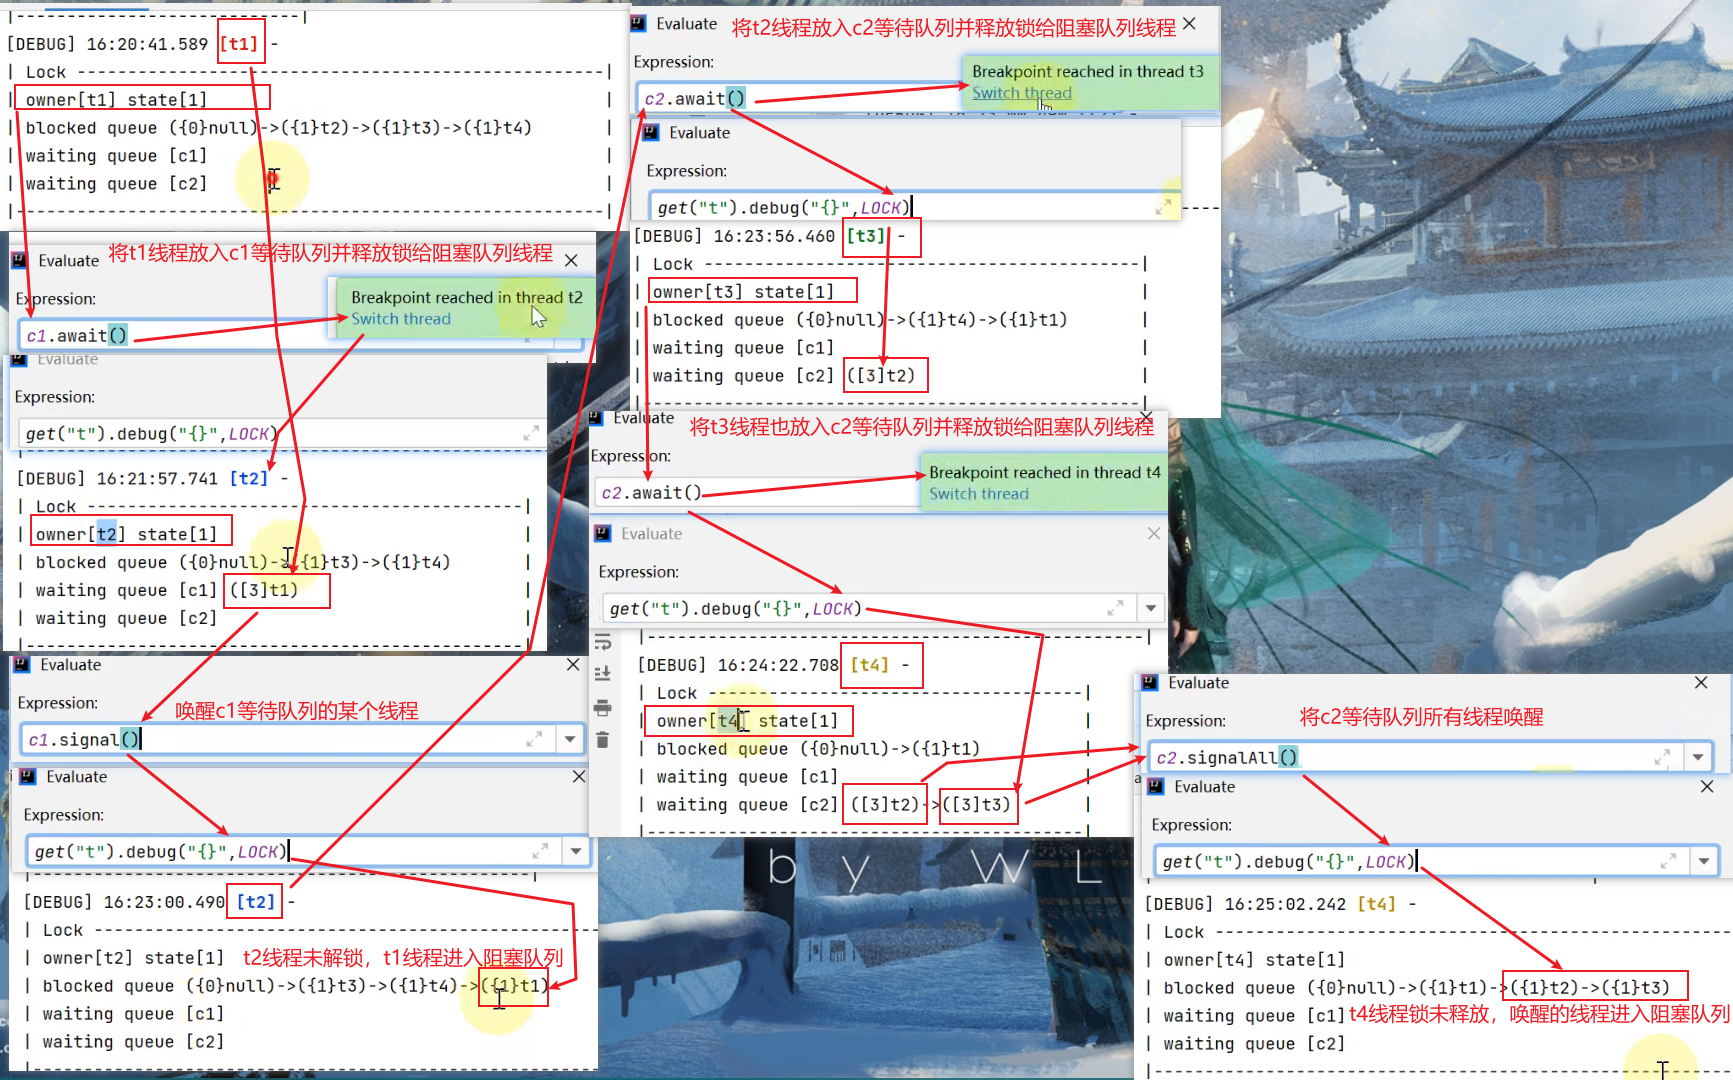 |----------------------------|
[DEBUG] 16:20:41.589 [t1] -
| Lock ---------------------------------------------------|
| owner[t1] state[1]
| blocked queue ({0}null)->({1}t2)->({1}t3)->({1}t4) |
| waiting queue [c1] |
| waiting queue [c2] |
|---------------------------------------------------------|
Evaluate
将t1线程放入c1等待队列并释放锁给阻塞队列线程
Expression:
Breakpoint reached in thread t2
Switch thread
c1.await()
Evaluate
Expression:
get("t").debug("{}",LOCK)
[DEBUG] 16:21:57.741 [t2] -
| Lock ------------------------------------------|
| owner[t2] state[1] |
| blocked queue ({0}null)->({1}t3)->({1}t4) |
| waiting queue [c1] ([3]t1) |
| waiting queue [c2] |
|------------------------------------------------|
Evaluate
Expression:
唤醒c1等待队列的某个线程
c1.signal()
Evaluate
Expression:
get("t").debug("{}",LOCK)
[DEBUG] 16:23:00.490 [t2] -
| Lock --------------------------------------------------
| owner[t2] state[1]
t2线程未解锁，t1线程进入阻塞队列
| blocked queue ({0}null)->({1}t3)->({1}t4)->({1}t1)
| waiting queue [c1]
| waiting queue [c2]
|--------------------------------------------------------
Evaluate
将t2线程放入c2等待队列并释放锁给阻塞队列线程
Expression:
Breakpoint reached in thread t3
Switch thread
c2.await()
Evaluate
Expression:
get("t").debug("{}",LOCK)
[DEBUG] 16:23:56.460 [t3] -
| Lock ------------------------------------------|
| owner[t3] state[1] |
| blocked queue ({0}null)->({1}t4)->({1}t1) |
| waiting queue [c1] |
| waiting queue [c2] ([3]t2) |
|------------------------------------------------|
Evaluate
将t3线程也放入c2等待队列并释放锁给阻塞队列线程
Expression:
Breakpoint reached in thread t4
Switch thread
c2.await()
Evaluate
Expression:
get("t").debug("{}",LOCK)
[DEBUG] 16:24:22.708 [t4] -
| Lock ------------------------------------|
| owner[t4] state[1] |
| blocked queue ({0}null)->({1}t1) |
| waiting queue [c1] |
| waiting queue [c2] ([3]t2)->([3]t3) |
|------------------------------------------|
by WL
Evaluate
Expression:
将c2等待队列所有线程唤醒
c2.signalAll()
Evaluate
Expression:
get("t").debug("{}",LOCK)
[DEBUG] 16:25:02.242 [t4] -
| Lock --------------------------------------------------
| owner[t4] state[1]
| blocked queue ({0}null)->({1}t1)->({1}t2)->({1}t3)
| waiting queue [c1]
t4线程锁未释放，唤醒的线程进入阻塞队列
| waiting queue [c2]
|--------------------------------------------------------